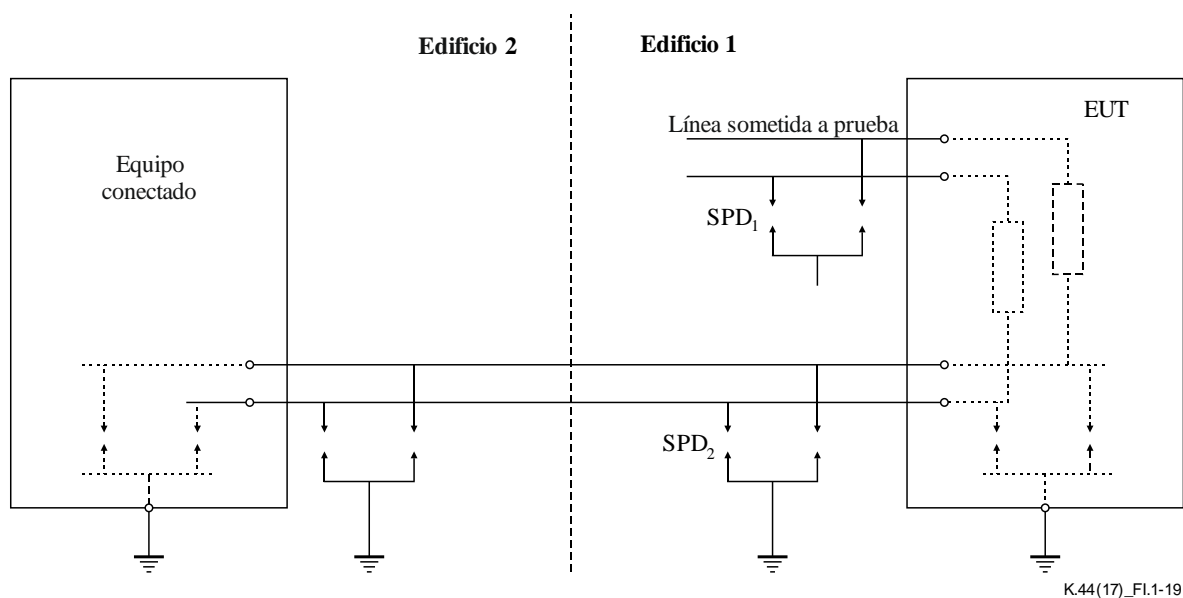 Edificio 2
Edificio 1
EUT
Línea sometida a prueba
Equipo
conectado
SPD1
SPD2
K.44(17)_FI.1-19